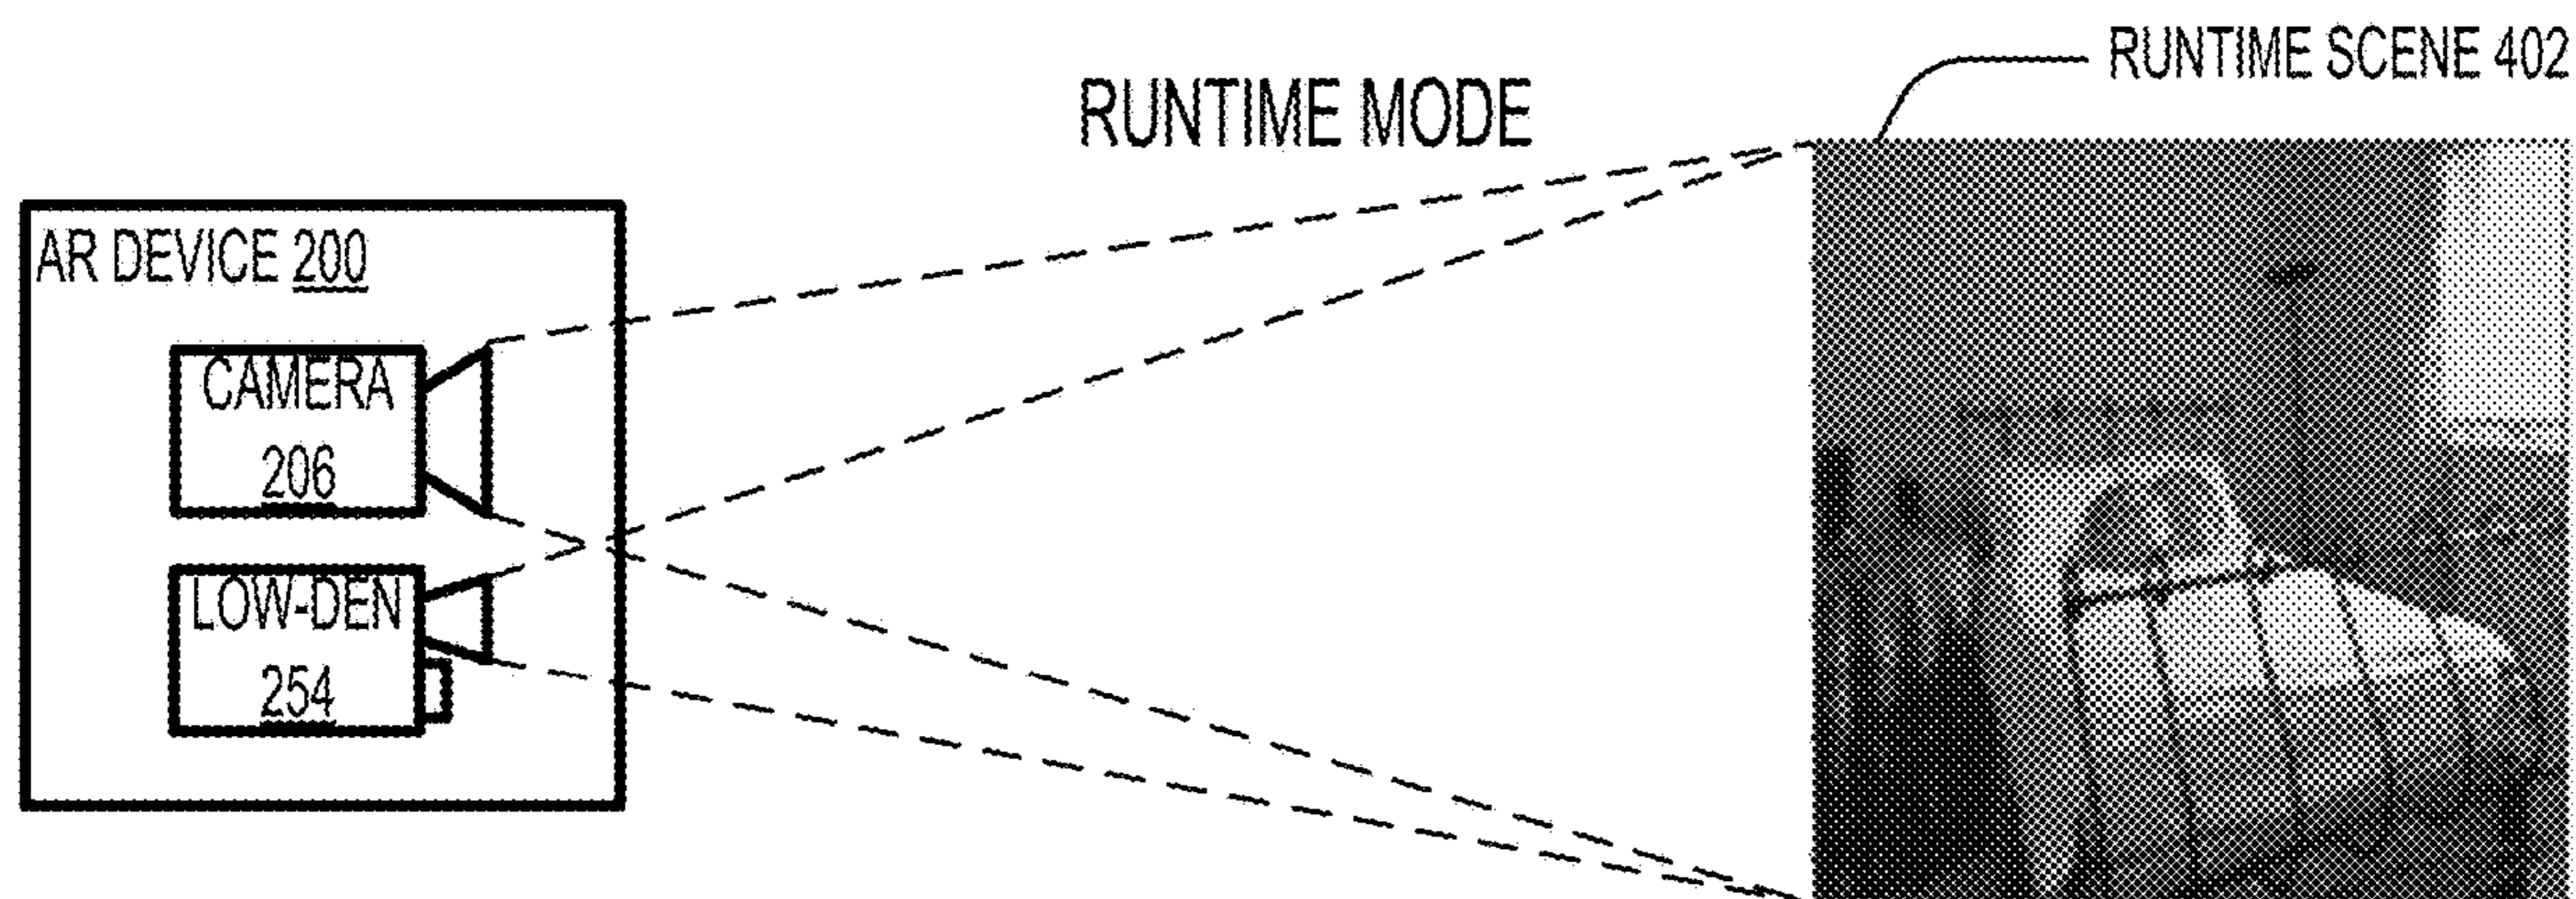 RUNTIME SCENE 402
RUNTIME MODE
AR DEVICE 200
CAMERA
206
LOW-DEN
254